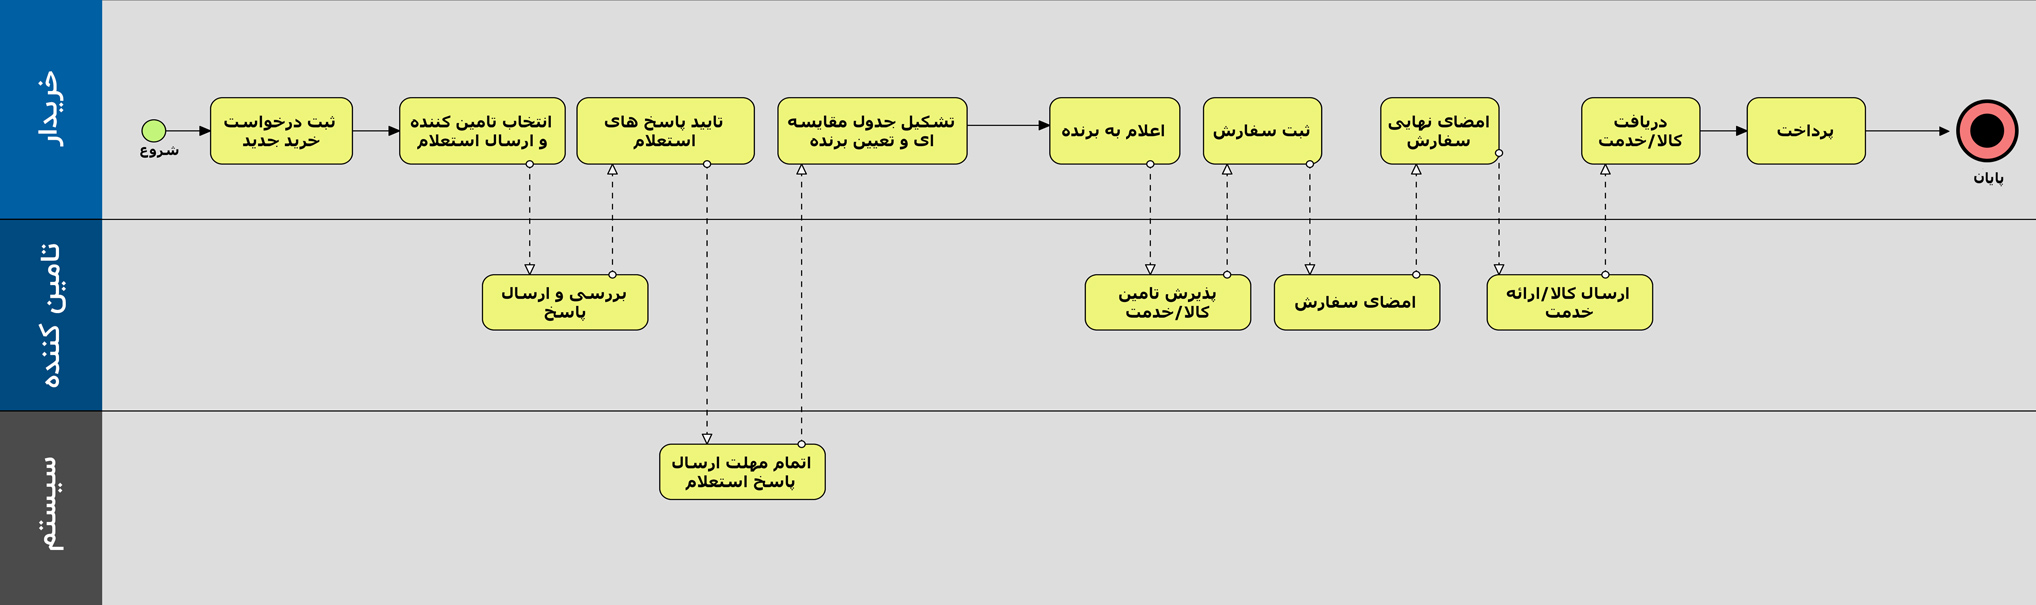 خریدار
شروع
ثبت درخواست
خرید جدید
انتخاب تامین کننده
و ارسال استعلام
تایید پاسخ های
استعلام
تشکیل جدول مقایسه
ای و تعیین برنده
اعلام به برنده
ثبت سفارش
امضای نهایی
سفارش
دریافت
کالا/خدمت
پرداخت
پایان
تامین کننده
بررسی و ارسال
پاسخ
پذیرش تامین
کالا/خدمت
امضای سفارش
ارسال کالا/ارائه
خدمت
سیستم
اتمام مهلت ارسال
پاسخ استعلام